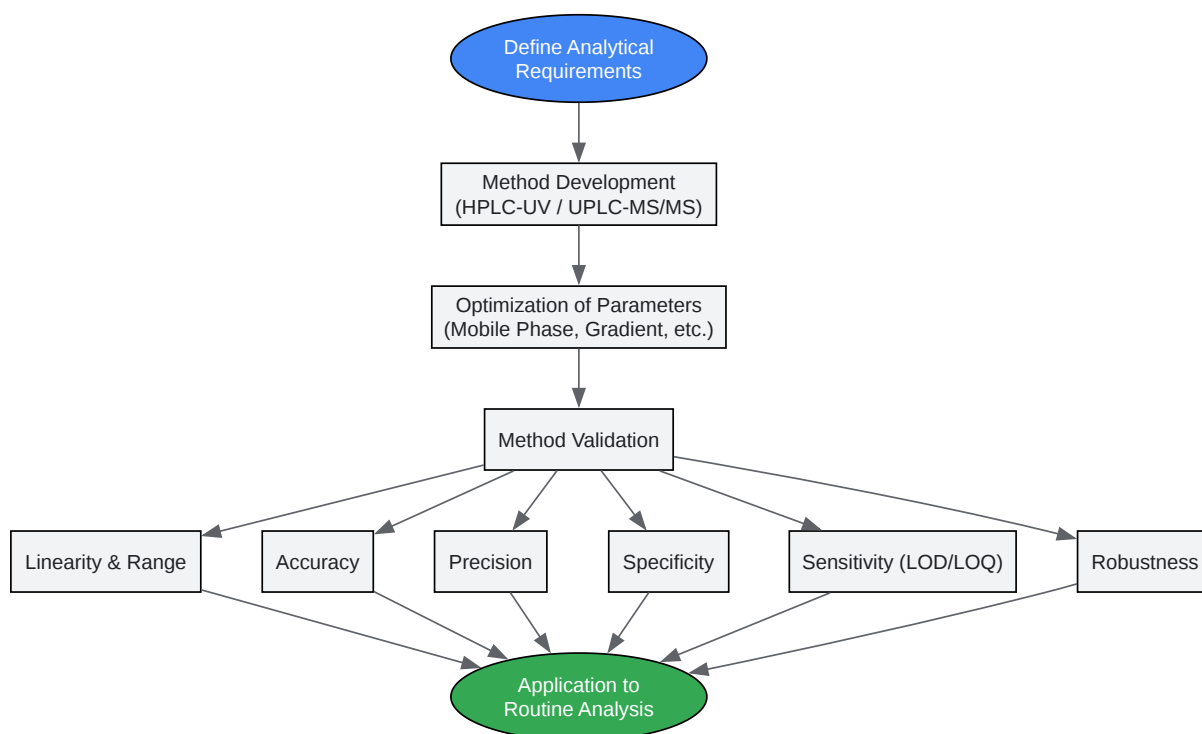 Define Analytical
Requirements
Method Development
(HPLC-UV / UPLC-MS/MS)
Optimization of Parameters
(Mobile Phase, Gradient, etc.)
Method Validation
Linearity & Range
Accuracy
Precision
Specificity
Sensitivity (LOD/LOQ)
Robustness
Application to
Routine Analysis